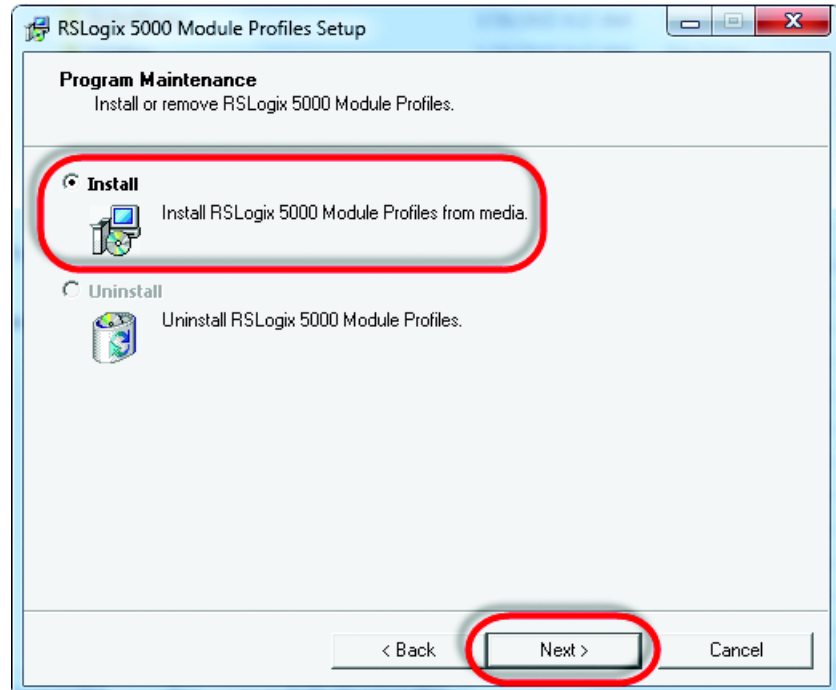 RSLogix 5000 Module Profiles Setup
Program Maintenance
Install or remove RSLogix 5000 Module Profiles.
Install
Install RSLogix 5000 Module Profiles from media.
Uninstall
Uninstall RSLogix 5000 Module Profiles.
< Back
Next >
Cancel